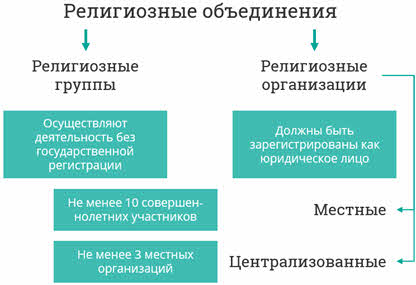 Религиозные объединения
Религиозные
группы
Религиозные
организации
Осуществляют
деятельность без
государственной
регистрации
Должны быть
зарегистрированы как
юридическое лицо
Не менее 10 совершен-
нолетних участников
Местные
Не менее 3 местных
организаций
Централизованные